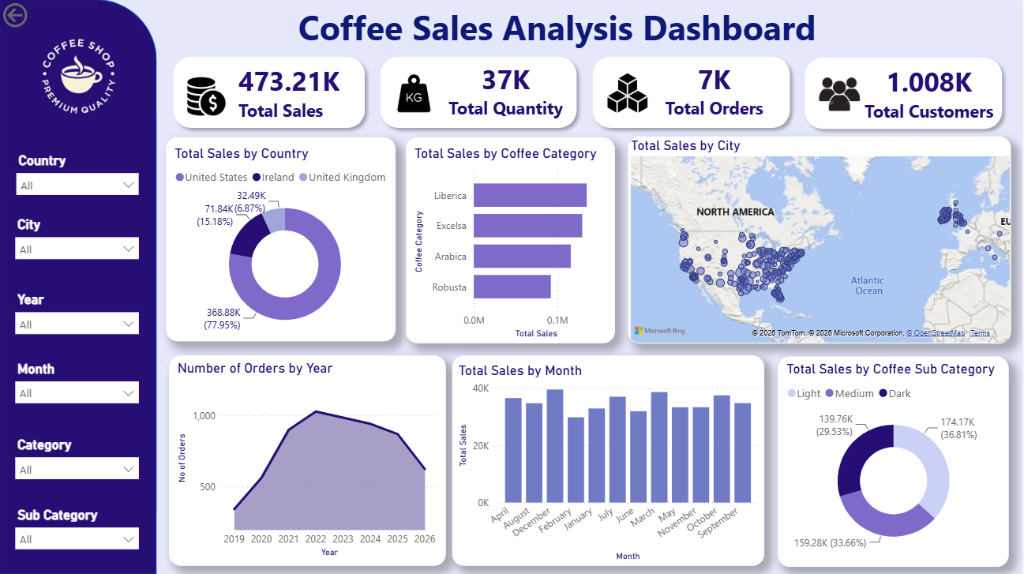 Coffee Sales Analysis Dashboard
COFFEE SHOP
PREMIUM QUALITY
Country
All
City
All
Year
All
Month
All
Category
All
Sub Category
All
473.21K
Total Sales
KG
37K
Total Quantity
7K
Total Orders
1.008K
Total Customers
Total Sales by Country
United States Ireland United Kingdom
32.49K
(6.87%)
71.84K
(15.18%)
368.88K
(77.95%)
Total Sales by Coffee Category
Coffee Category
Liberica
Excelsa
Arabica
Robusta
0.0M 0.1M
Total Sales
Total Sales by City
NORTH AMERICA
EU
Atlantic
Ocean
Microsoft Bing
© 2026 TomTom, © 2026 Microsoft Corporation, © OpenStreetMap Terms
Number of Orders by Year
No of Orders
1,000
500
2019 2020 2021 2022 2023 2024 2025 2026
Year
Total Sales by Month
Total Sales
40K
20K
0K
April August December February January July June March May November October September
Month
Total Sales by Coffee Sub Category
Light Medium Dark
139.76K
(29.53%)
174.17K
(36.81%)
159.28K (33.66%)